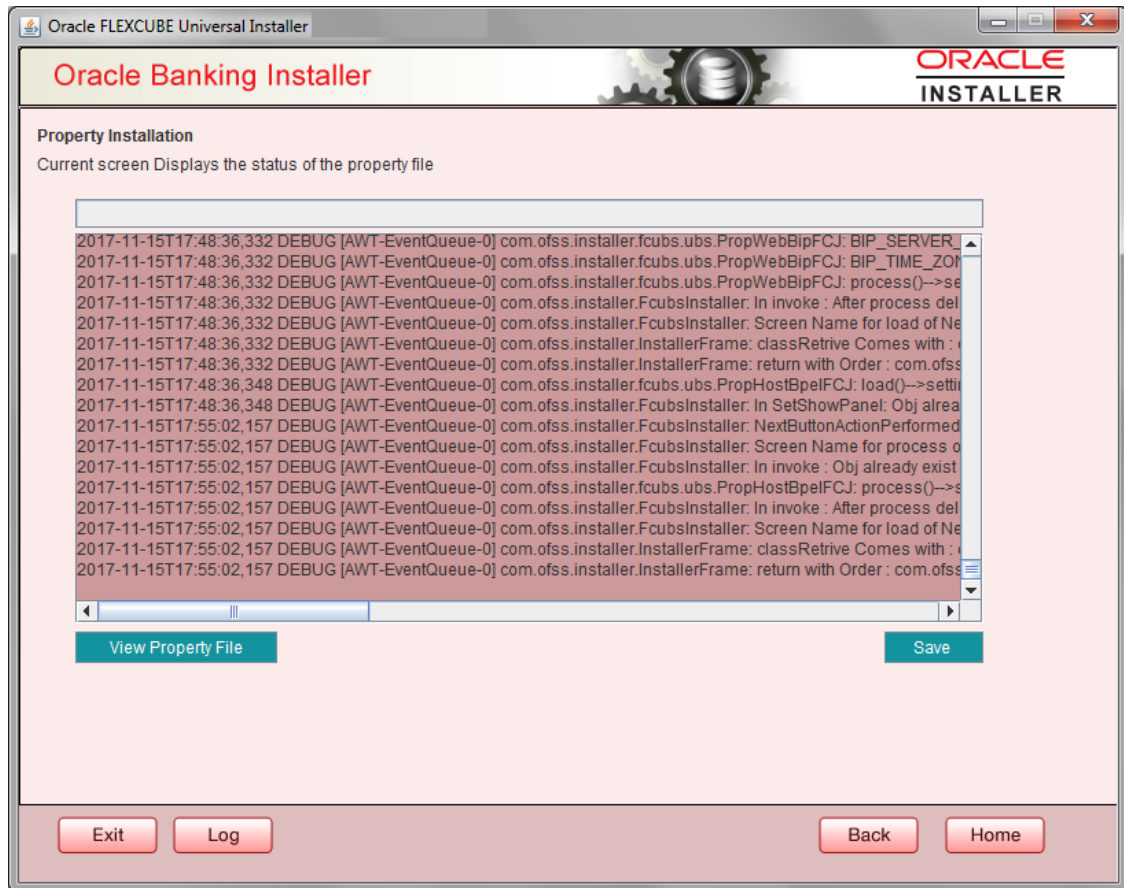 Oracle FLEXCUBE Universal Installer
Oracle Banking Installer
ORACLE
INSTALLER
Property Installation
Current screen Displays the status of the property file
2017-11-15T17:48:36,332 DEBUG [AWT-EventQueue-0] com.ofss.installer.fcubs.ubs.PropWebBipFCJ: BIP_SERVER_
2017-11-15T17:48:36,332 DEBUG [AWT-EventQueue-0] com.ofss.installer.fcubs.ubs.PropWebBipFCJ: BIP_TIME_ZON
2017-11-15T17:48:36,332 DEBUG [AWT-EventQueue-0] com.ofss.installer.fcubs.ubs.PropWebBipFCJ: process()-->se
2017-11-15T17:48:36,332 DEBUG [AWT-EventQueue-0] com.ofss.installer.FcubsInstaller: In invoke : After process del
2017-11-15T17:48:36,332 DEBUG [AWT-EventQueue-0] com.ofss.installer.FcubsInstaller: Screen Name for load of Ne
2017-11-15T17:48:36,332 DEBUG [AWT-EventQueue-0] com.ofss.installer.InstallerFrame: classRetrive Comes with :
2017-11-15T17:48:36,332 DEBUG [AWT-EventQueue-0] com.ofss.installer.InstallerFrame: return with Order : com.ofss
2017-11-15T17:48:36,348 DEBUG [AWT-EventQueue-0] com.ofss.installer.fcubs.ubs.PropHostBpelFCJ: load()-->settin
2017-11-15T17:48:36,348 DEBUG [AWT-EventQueue-0] com.ofss.installer.FcubsInstaller: In SetShowPanel: Obj alrea
2017-11-15T17:55:02,157 DEBUG [AWT-EventQueue-0] com.ofss.installer.FcubsInstaller: NextButtonActionPerformed
2017-11-15T17:55:02,157 DEBUG [AWT-EventQueue-0] com.ofss.installer.FcubsInstaller: Screen Name for process o
2017-11-15T17:55:02,157 DEBUG [AWT-EventQueue-0] com.ofss.installer.FcubsInstaller: In invoke : Obj already exist
2017-11-15T17:55:02,157 DEBUG [AWT-EventQueue-0] com.ofss.installer.fcubs.ubs.PropHostBpelFCJ: process()-->s
2017-11-15T17:55:02,157 DEBUG [AWT-EventQueue-0] com.ofss.installer.FcubsInstaller: In invoke : After process del
2017-11-15T17:55:02,157 DEBUG [AWT-EventQueue-0] com.ofss.installer.FcubsInstaller: Screen Name for load of Ne
2017-11-15T17:55:02,157 DEBUG [AWT-EventQueue-0] com.ofss.installer.InstallerFrame: classRetrive Comes with :
2017-11-15T17:55:02,157 DEBUG [AWT-EventQueue-0] com.ofss.installer.InstallerFrame: return with Order : com.ofss
View Property File
Save
Exit
Log
Back
Home